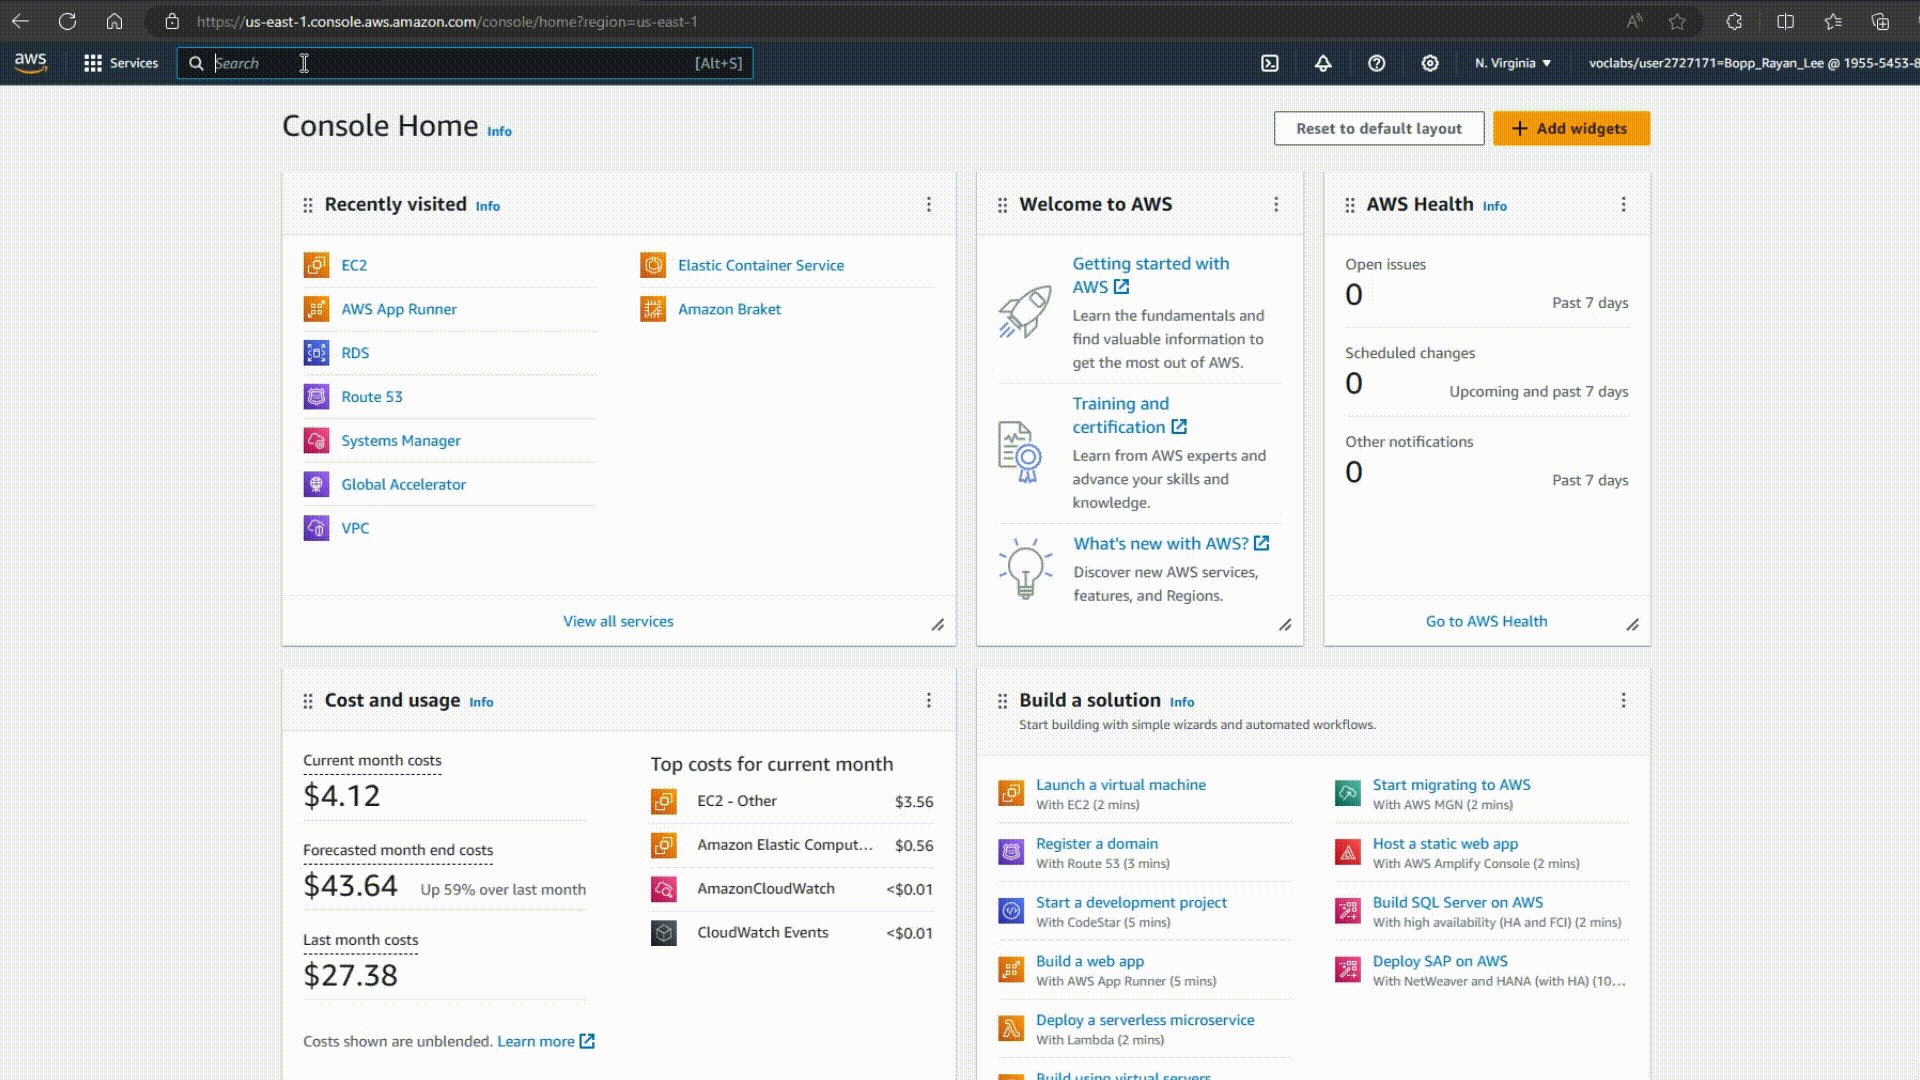 https://us-east-1.console.aws.amazon.com/console/home?region=us-east-1
aws
Services
Search
[Alt+S]
N. Virginia
voclabs/user2727171=Bopp_Rayan_Lee @ 1955-5453-8
Console Home Info
Reset to default layout
Add widgets
Recently visited Info
EC2
AWS App Runner
RDS
Route 53
Systems Manager
Global Accelerator
VPC
Elastic Container Service
Amazon Braket
View all services
Welcome to AWS
Getting started with
AWS
Learn the fundamentals and
find valuable information to
get the most out of AWS.
Training and
certification
Learn from AWS experts and
advance your skills and
knowledge.
What's new with AWS?
Discover new AWS services,
features, and Regions.
AWS Health Info
Open issues
0
Past 7 days
Scheduled changes
0
Upcoming and past 7 days
Other notifications
0
Past 7 days
Go to AWS Health
Cost and usage Info
Current month costs
$4.12
Forecasted month end costs
$43.64 Up 59% over last month
Last month costs
$27.38
Costs shown are unblended. Learn more
Top costs for current month
EC2 - Other $3.56
Amazon Elastic Comput... $0.56
AmazonCloudWatch <$0.01
CloudWatch Events <$0.01
Build a solution Info
Start building with simple wizards and automated workflows.
Launch a virtual machine
With EC2 (2 mins)
Register a domain
With Route 53 (3 mins)
Start a development project
With CodeStar (5 mins)
Build a web app
With AWS App Runner (5 mins)
Deploy a serverless microservice
With Lambda (2 mins)
Build using virtual servers
Start migrating to AWS
With AWS MGN (2 mins)
Host a static web app
With AWS Amplify Console (2 mins)
Build SQL Server on AWS
With high availability (HA and FCI) (2 mins)
Deploy SAP on AWS
With NetWeaver and HANA (with HA) (10...